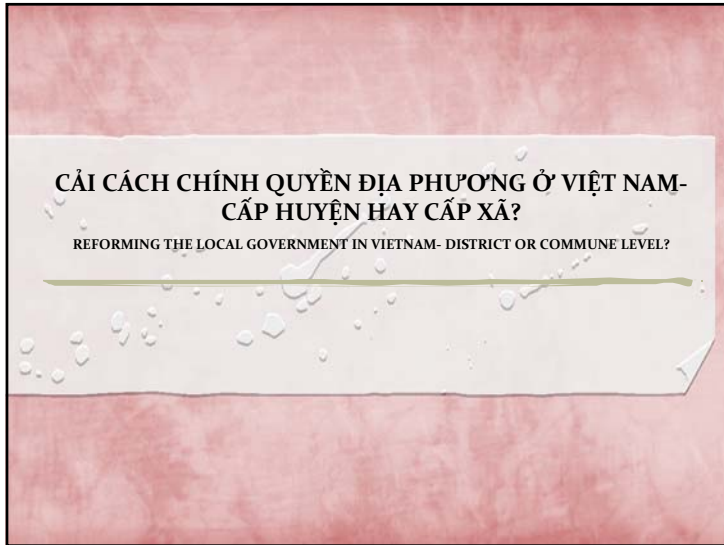 CẢI CÁCH CHÍNH QUYỀN ĐỊA PHƯƠNG Ở VIỆT NAM-
CẤP HUYỆN HAY CẤP XÃ?
REFORMING THE LOCAL GOVERNMENT IN VIETNAM- DISTRICT OR COMMUNE LEVEL?